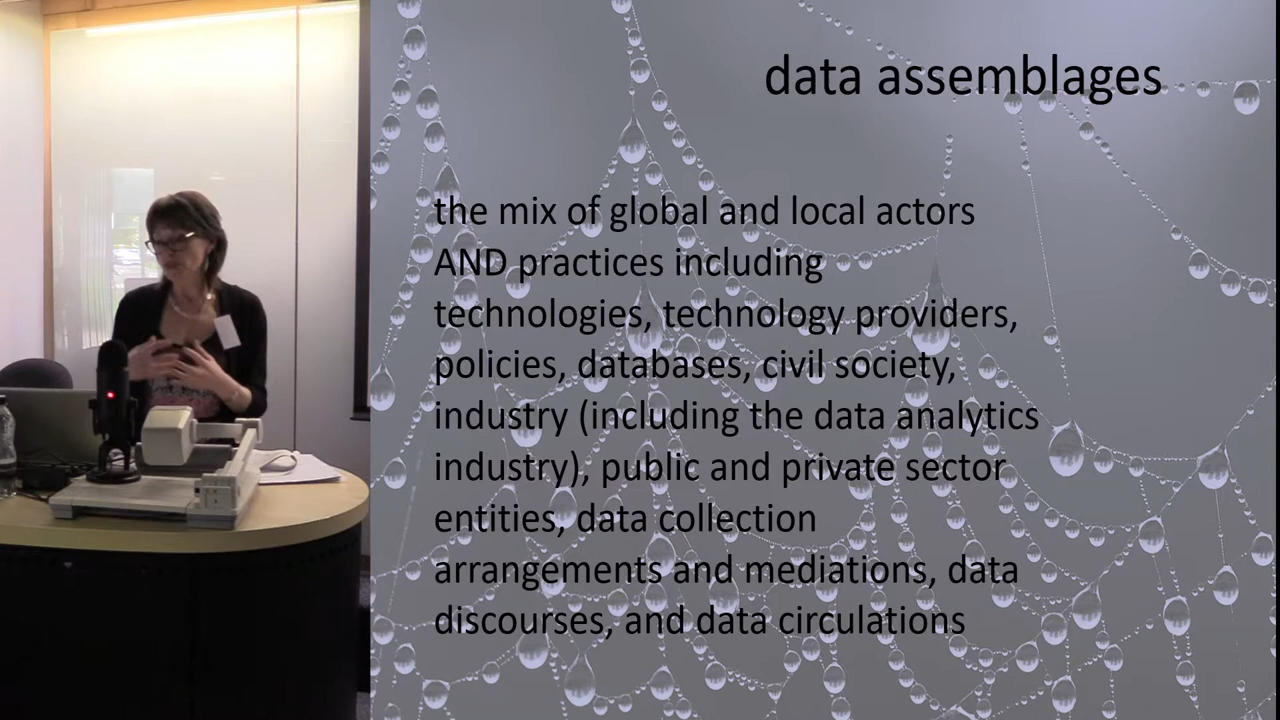 data assemblages
the mix of global and local actors
AND practices including
technologies, technology providers,
policies, databases, civil society,
industry (including the data analytics
industry), public and private sector
entities, data collection
arrangements and mediations, data
discourses, and data circulations